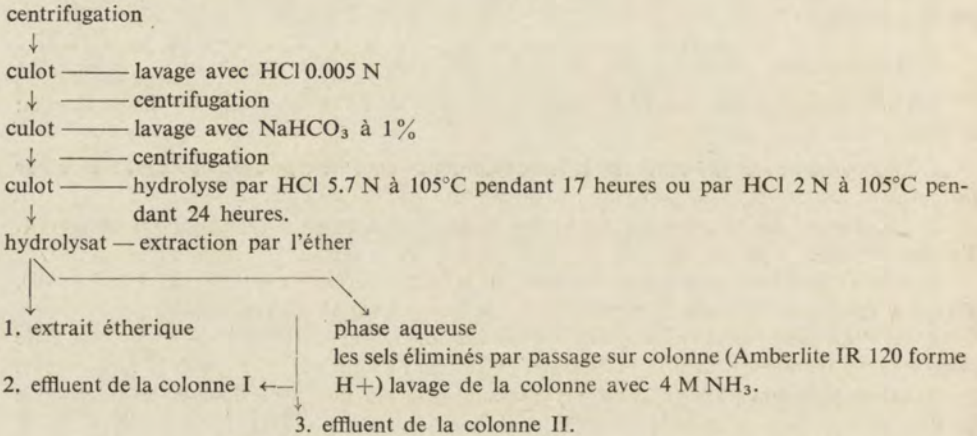 centrifugation
↓
culot —— lavage avec HCl 0.005 N
↓ —— centrifugation
culot —— lavage avec NaHCO₃ à 1%
↓ —— centrifugation
culot —— hydrolyse par HCl 5.7 N à 105°C pendant 17 heures ou par HCl 2 N à 105°C pen-
↓ dant 24 heures.
hydrolysat — extraction par l'éther
1. extrait étherique
phase aqueuse
les sels éliminés par passage sur colonne (Amberlite IR 120 forme
2. effluent de la colonne I ← H+) lavage de la colonne avec 4 M NH₃.
3. effluent de la colonne II.